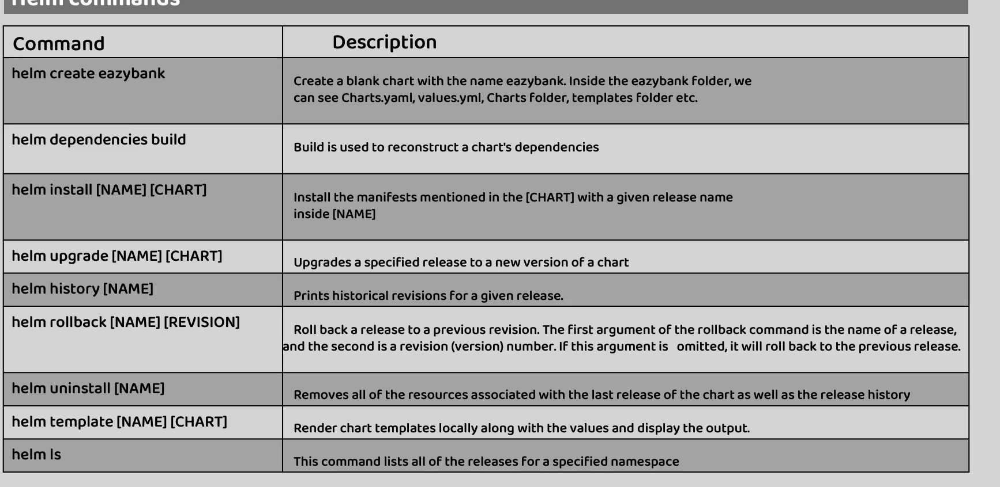 Helm commands
Command
Description
helm create eazybank
Create a blank chart with the name eazybank. Inside the eazybank folder, we
can see Charts.yaml, values.yml, Charts folder, templates folder etc.
helm dependencies build
Build is used to reconstruct a chart's dependencies
helm install [NAME] [CHART]
Install the manifests mentioned in the [CHART] with a given release name
inside [NAME]
helm upgrade [NAME] [CHART]
Upgrades a specified release to a new version of a chart
helm history [NAME]
Prints historical revisions for a given release.
helm rollback [NAME] [REVISION]
Roll back a release to a previous revision. The first argument of the rollback command is the name of a release,
and the second is a revision (version) number. If this argument is omitted, it will roll back to the previous release.
helm uninstall [NAME]
Removes all of the resources associated with the last release of the chart as well as the release history
helm template [NAME] [CHART]
Render chart templates locally along with the values and display the output.
helm ls
This command lists all of the releases for a specified namespace